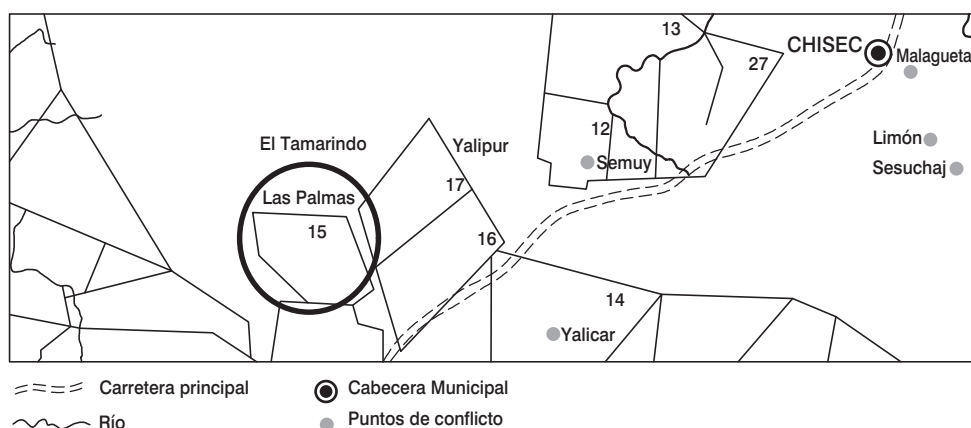 13
CHISEC
Malagueta
27
El Tamarindo
Yalipur
12
Semuy
Limón
Sesuchaj
17
Las Palmas
15
16
14
Yalicar
Carretera principal
Cabecera Municipal
Río
Puntos de conflicto